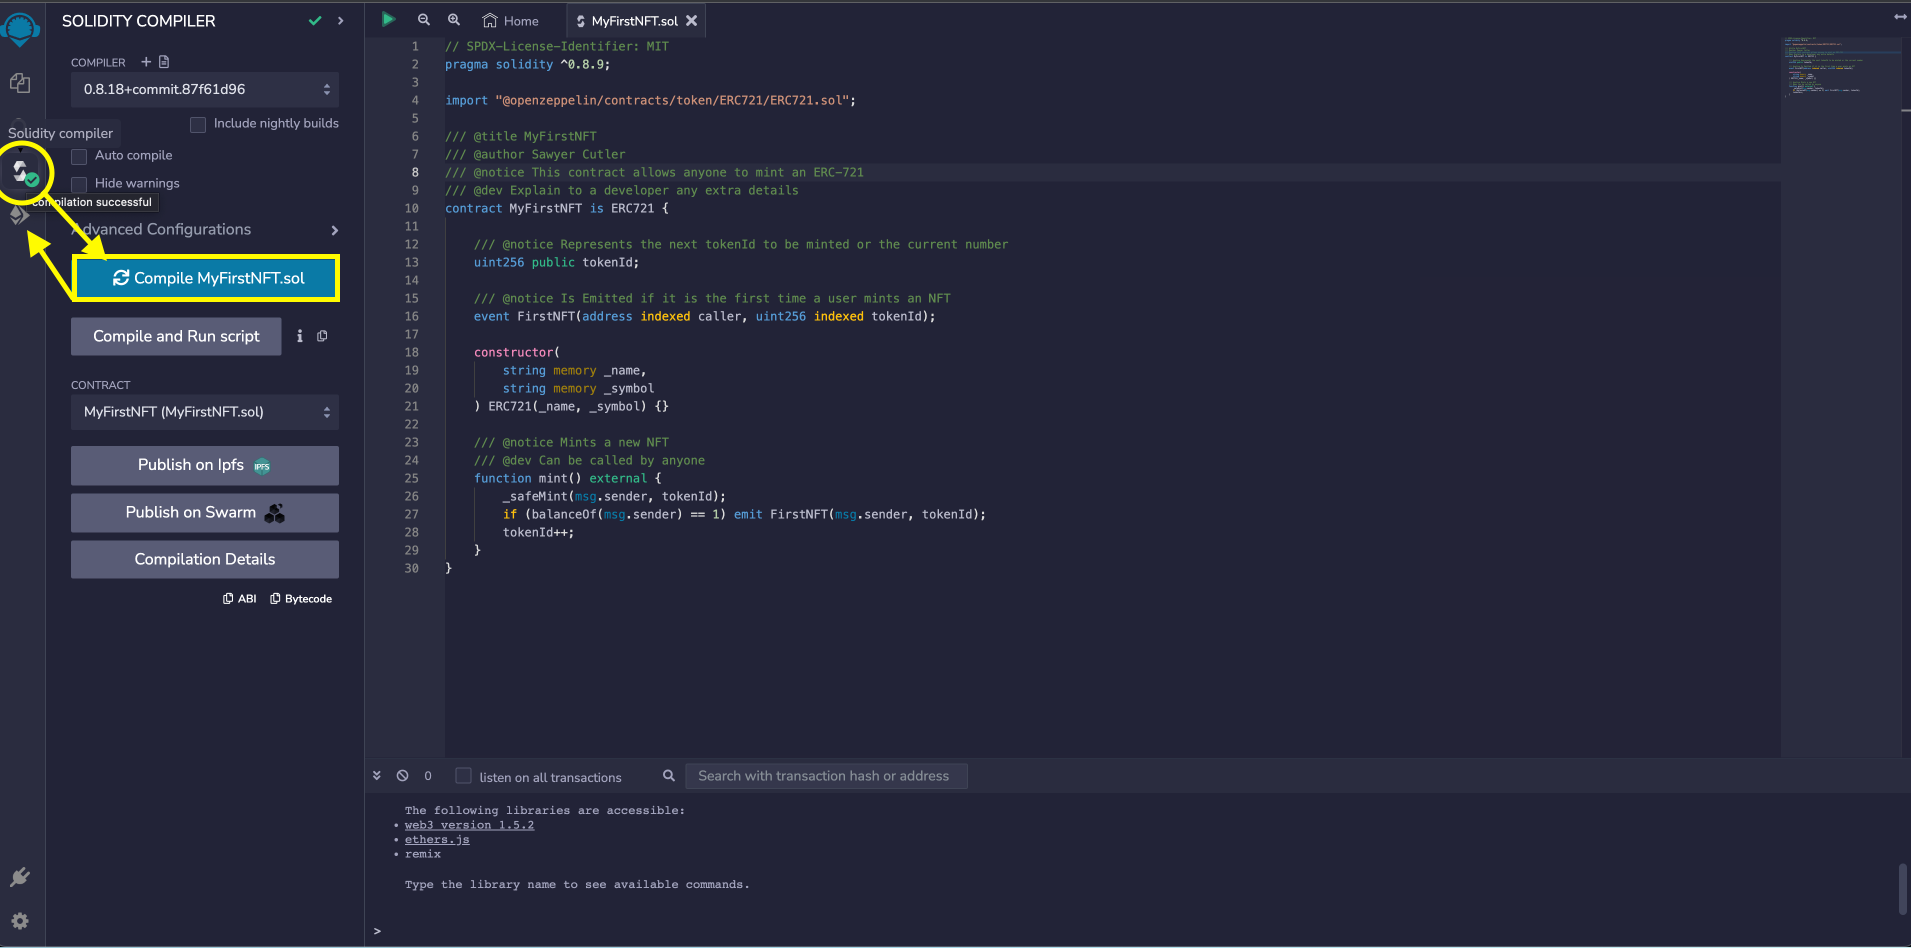 SOLIDITY COMPILER
COMPILER
0.8.18+commit.87f61d96
Include nightly builds
Solidity compiler
Auto compile
Hide warnings
compilation successful
Advanced Configurations
Compile MyFirstNFT.sol
Compile and Run script
CONTRACT
MyFirstNFT (MyFirstNFT.sol)
Publish on Ipfs IPFS
Publish on Swarm
Compilation Details
ABI Bytecode
Home MyFirstNFT.sol
1 // SPDX-License-Identifier: MIT
2 pragma solidity ^0.8.9;
3
4 import "@openzeppelin/contracts/token/ERC721/ERC721.sol";
5
6 /// @title MyFirstNFT
7 /// @author Sawyer Cutler
8 /// @notice This contract allows anyone to mint an ERC-721
9 /// @dev Explain to a developer any extra details
10 contract MyFirstNFT is ERC721 {
11
12 /// @notice Represents the next tokenId to be minted or the current number
13 uint256 public tokenId;
14
15 /// @notice Is Emitted if it is the first time a user mints an NFT
16 event FirstNFT(address indexed caller, uint256 indexed tokenId);
17
18 constructor(
19 string memory _name,
20 string memory _symbol
21 ) ERC721(_name, _symbol) {}
22
23 /// @notice Mints a new NFT
24 /// @dev Can be called by anyone
25 function mint() external {
26 _safeMint(msg.sender, tokenId);
27 if (balanceOf(msg.sender) == 1) emit FirstNFT(msg.sender, tokenId);
28 tokenId++;
29 }
30 }
0 listen on all transactions Search with transaction hash or address
The following libraries are accessible:
• web3 version 1.5.2
• ethers.js
• remix
Type the library name to see available commands.
>